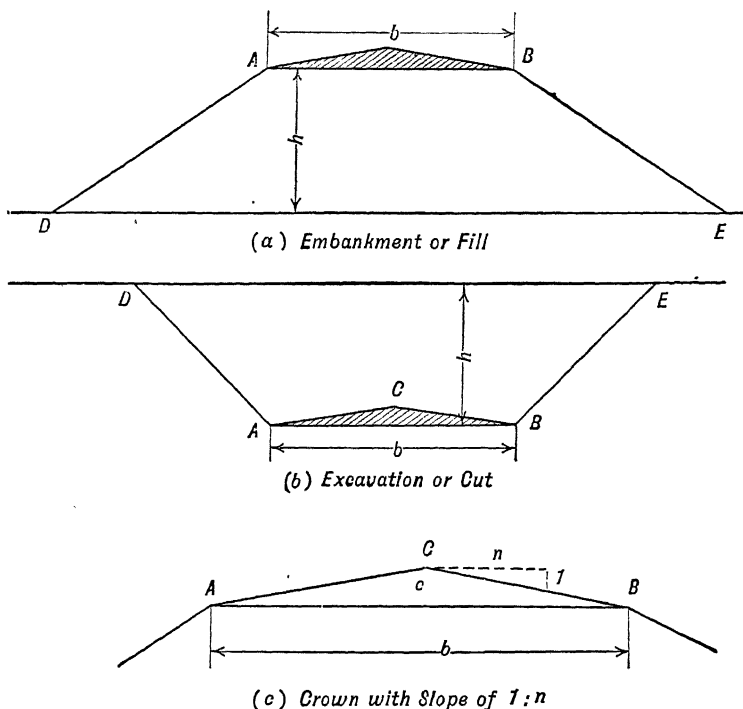 b
A
B
h
D
E
(a) Embankment or Fill
D
E
h
C
A
B
b
(b) Excavation or Cut
C
n
1
A
c
B
b
(c) Crown with Slope of 1:n